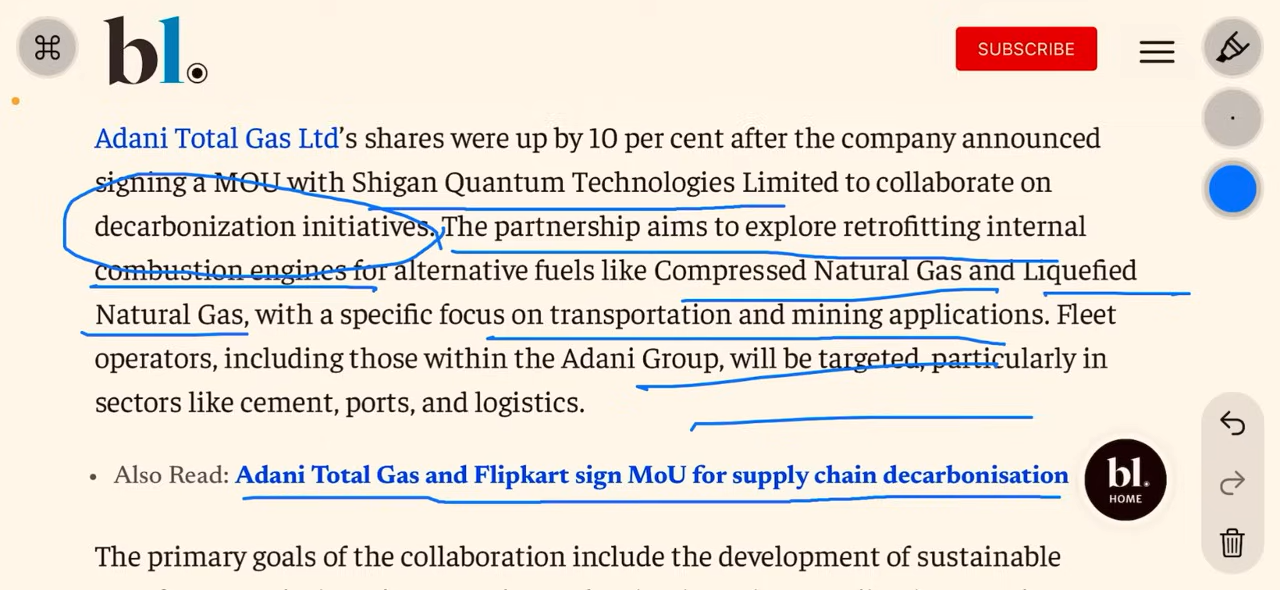 bl.
SUBSCRIBE
Adani Total Gas Ltd's shares were up by 10 per cent after the company announced
signing a MOU with Shigan Quantum Technologies Limited to collaborate on
decarbonization initiatives. The partnership aims to explore retrofitting internal
combustion engines for alternative fuels like Compressed Natural Gas and Liquefied
Natural Gas, with a specific focus on transportation and mining applications. Fleet
operators, including those within the Adani Group, will be targeted, particularly in
sectors like cement, ports, and logistics.
• Also Read: Adani Total Gas and Flipkart sign MoU for supply chain decarbonisation
bl.
HOME
The primary goals of the collaboration include the development of sustainable